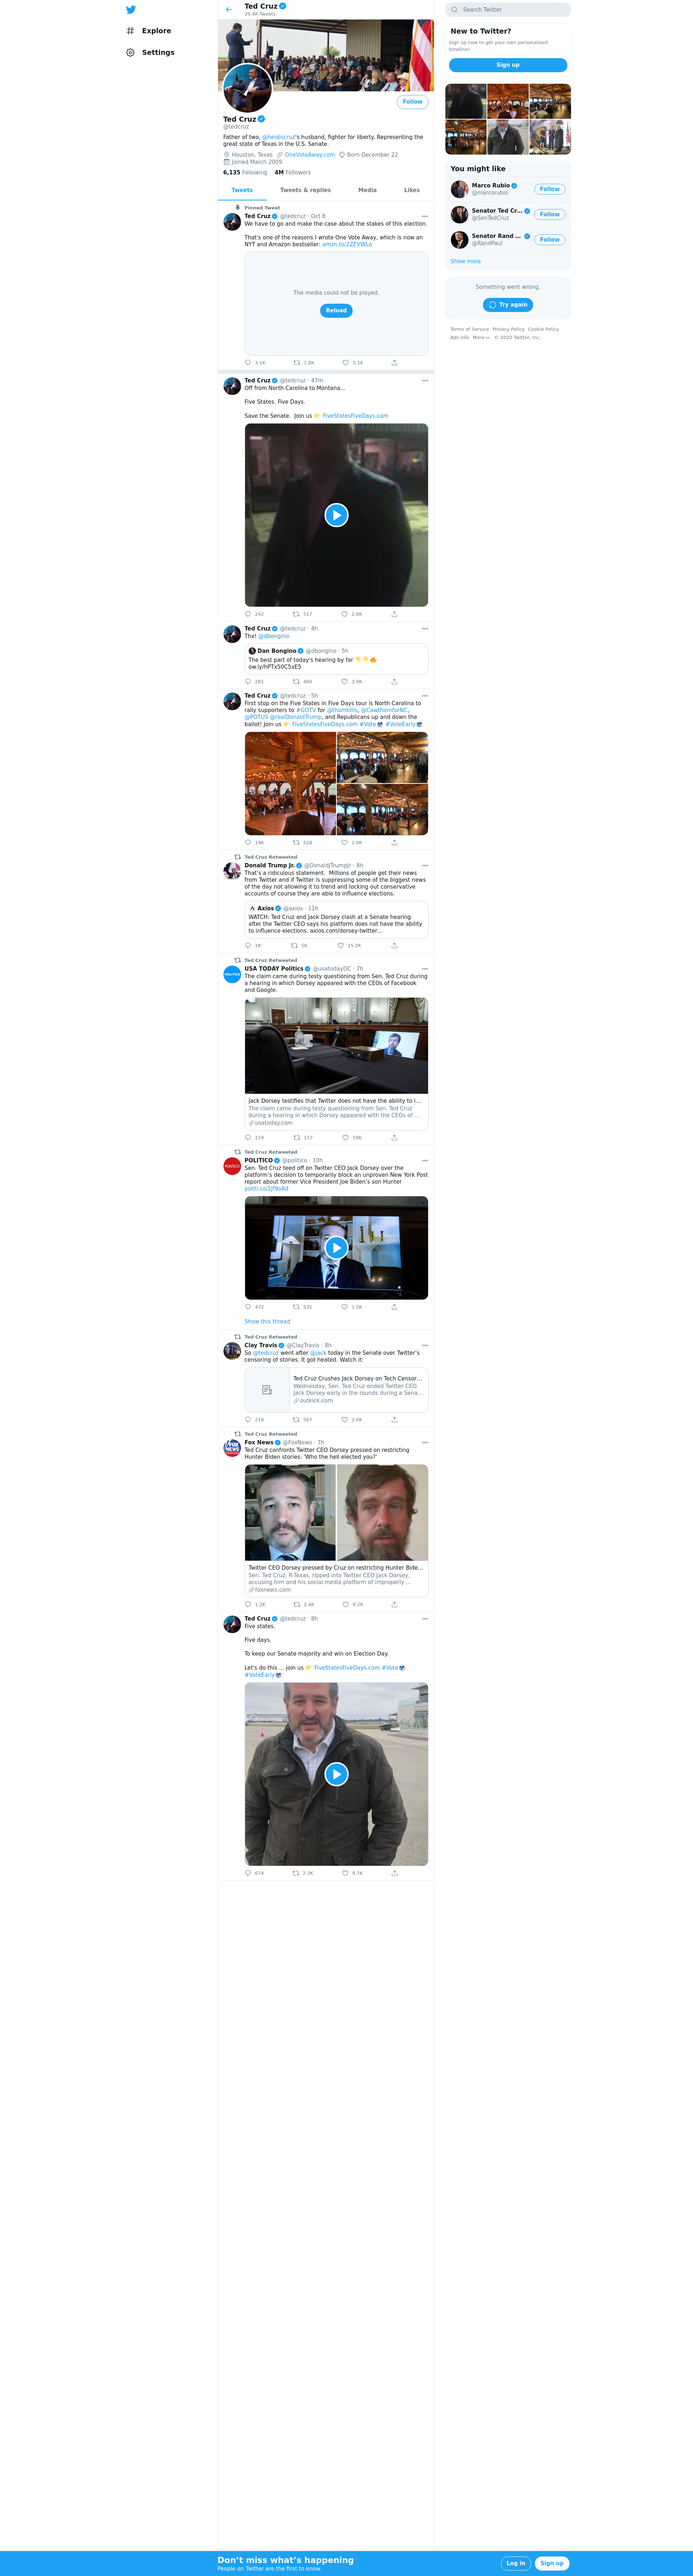 Explore
Settings
Ted Cruz
29.4K Tweets
Follow
Ted Cruz
@tedcruz
Father of two, @heidiscruz's husband, fighter for liberty. Representing the
great state of Texas in the U.S. Senate.
Houston, Texas OneVoteAway.com Born December 22
Joined March 2009
6,135 Following 4M Followers
Tweets Tweets & replies Media Likes
Pinned Tweet
Ted Cruz @tedcruz · Oct 8
We have to go and make the case about the stakes of this election.
That's one of the reasons I wrote One Vote Away, which is now an
NYT and Amazon bestseller: amzn.to/2ZEVWLo
The media could not be played.
Reload
3.1K 1.8K 5.1K
Ted Cruz @tedcruz · 47m
Off from North Carolina to Montana...
Five States. Five Days.
Save the Senate. Join us 👉 FiveStatesFiveDays.com
242 517 2.8K
Ted Cruz @tedcruz · 4h
Thx! @dbongino
Dan Bongino @dbongino · 5h
The best part of today's hearing by far 👇👇🔥
ow.ly/hPTx50C5xE5
281 460 3.9K
Ted Cruz @tedcruz · 5h
First stop on the Five States in Five Days tour is North Carolina to
rally supporters to #GOTV for @thomtillis, @CawthornforNC,
@POTUS @realDonaldTrump, and Republicans up and down the
ballot! Join us 👉 FiveStatesFiveDays.com #Vote #VoteEarly
190 528 2.8K
Ted Cruz Retweeted
Donald Trump Jr. @DonaldJTrumpJr · 8h
That's a ridiculous statement. Millions of people get their news
from Twitter and if Twitter is suppressing some of the biggest news
of the day not allowing it to trend and locking out conservative
accounts of course they are able to influence elections.
Axios @axios · 11h
WATCH: Ted Cruz and Jack Dorsey clash at a Senate hearing
after the Twitter CEO says his platform does not have the ability
to influence elections. axios.com/dorsey-twitter...
1K 5K 15.2K
Ted Cruz Retweeted
POLITICS
USA TODAY Politics @usatodayDC · 7h
The claim came during testy questioning from Sen. Ted Cruz during
a hearing in which Dorsey appeared with the CEOs of Facebook
and Google.
Jack Dorsey testifies that Twitter does not have the ability to i...
The claim came during testy questioning from Sen. Ted Cruz
during a hearing in which Dorsey appeared with the CEOs of ...
usatoday.com
119 157 506
Ted Cruz Retweeted
POLITICO
POLITICO @politico · 10h
Sen. Ted Cruz teed off on Twitter CEO Jack Dorsey over the
platform's decision to temporarily block an unproven New York Post
report about former Vice President Joe Biden's son Hunter
politi.co/2Jf9oAd
472 531 1.5K
Show this thread
Ted Cruz Retweeted
Clay Travis @ClayTravis · 8h
So @tedcruz went after @jack today in the Senate over Twitter's
censoring of stories. It got heated. Watch it:
Ted Cruz Crushes Jack Dorsey on Tech Censor...
Wednesday, Sen. Ted Cruz ended Twitter CEO
Jack Dorsey early in the rounds during a Sena...
outkick.com
218 567 2.6K
Ted Cruz Retweeted
FOX NEWS
Fox News @FoxNews · 7h
Ted Cruz confronts Twitter CEO Dorsey pressed on restricting
Hunter Biden stories: 'Who the hell elected you?'
Twitter CEO Dorsey pressed by Cruz on restricting Hunter Bide...
Sen. Ted Cruz, R-Texas, ripped into Twitter CEO Jack Dorsey,
accusing him and his social media platform of improperly ...
foxnews.com
1.2K 2.4K 9.2K
Ted Cruz @tedcruz · 8h
Five states.
Five days.
To keep our Senate majority and win on Election Day.
Let's do this ... join us 👉 FiveStatesFiveDays.com #Vote
#VoteEarly
674 2.3K 9.7K
Search Twitter
New to Twitter?
Sign up now to get your own personalized
timeline!
Sign up
You might like
Marco Rubio
@marcorubio
Follow
Senator Ted Cr...
@SenTedCruz
Follow
Senator Rand ...
@RandPaul
Follow
Show more
Something went wrong.
Try again
Terms of Service Privacy Policy Cookie Policy
Ads info More © 2020 Twitter, Inc.
Don't miss what's happening
People on Twitter are the first to know.
Log in Sign up